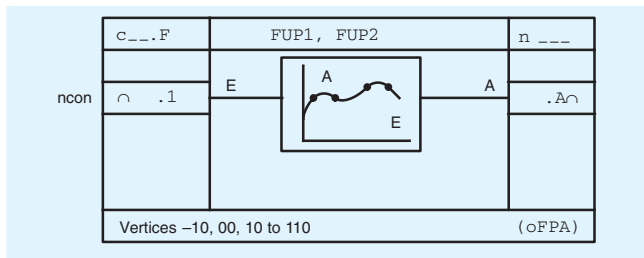 c__.F FUP1, FUP2 n ___
ncon ∩ .1 E A E A .A∩
Vertices –10, 00, 10 to 110 (oFPA)